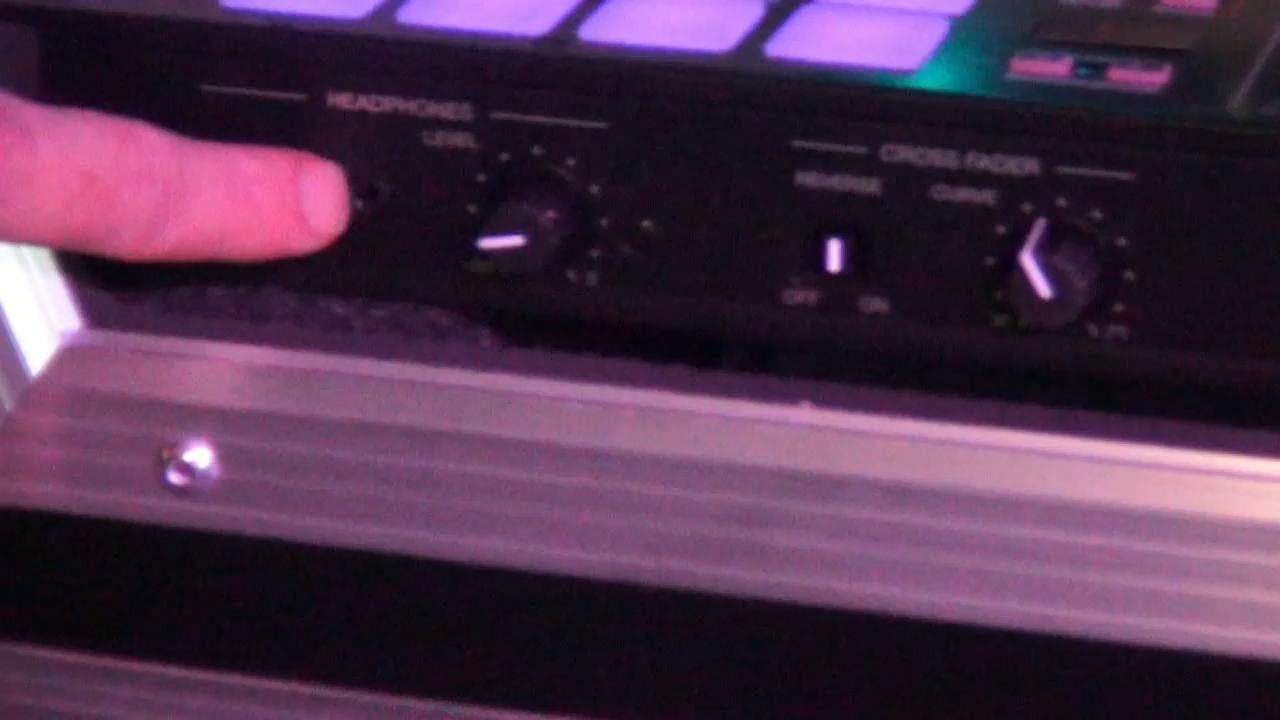 HEADPHONES
LEVEL
CROSS FADER
REVERSE
CURVE
OFF
ON